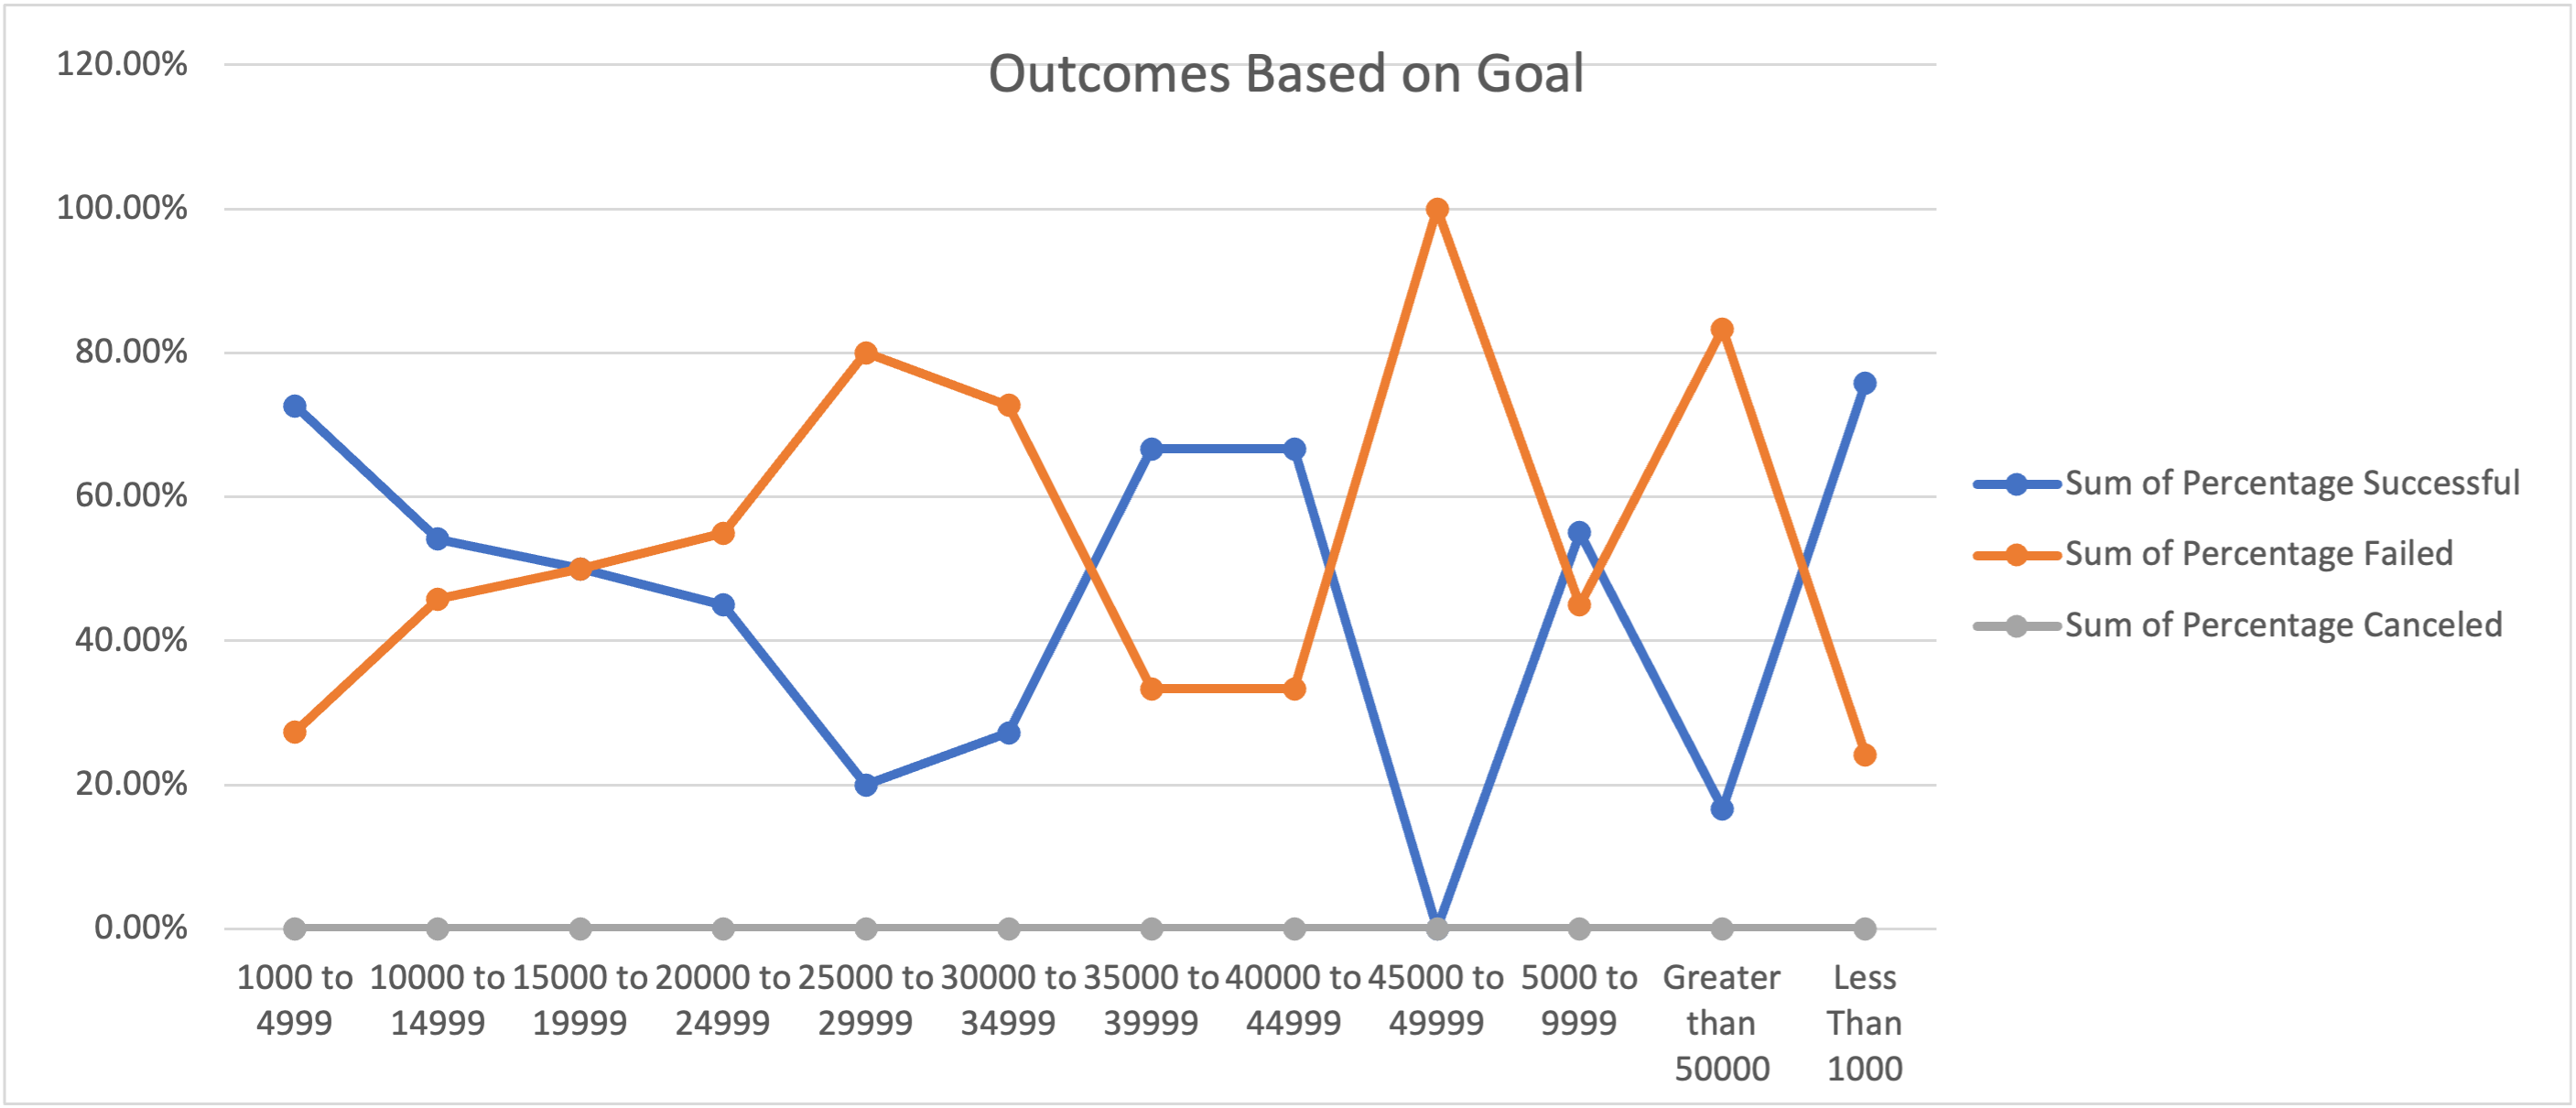 Outcomes Based on Goal
120.00%
100.00%
80.00%
60.00%
40.00%
20.00%
0.00%
1000 to
4999
10000 to
14999
15000 to
19999
20000 to
24999
25000 to
29999
30000 to
34999
35000 to
39999
40000 to
44999
45000 to
49999
5000 to
9999
Greater
than
50000
Less
Than
1000
Sum of Percentage Successful
Sum of Percentage Failed
Sum of Percentage Canceled